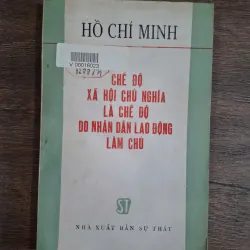 HỒ CHÍ MINH
V 00016023
CHẾ ĐỘ
XÃ HỘI CHỦ NGHĨA
LÀ CHẾ ĐỘ
DO NHÂN DÂN LAO ĐỘNG
LÀM CHỦ
ST
NHÀ XUẤT BẢN SỰ THẬT